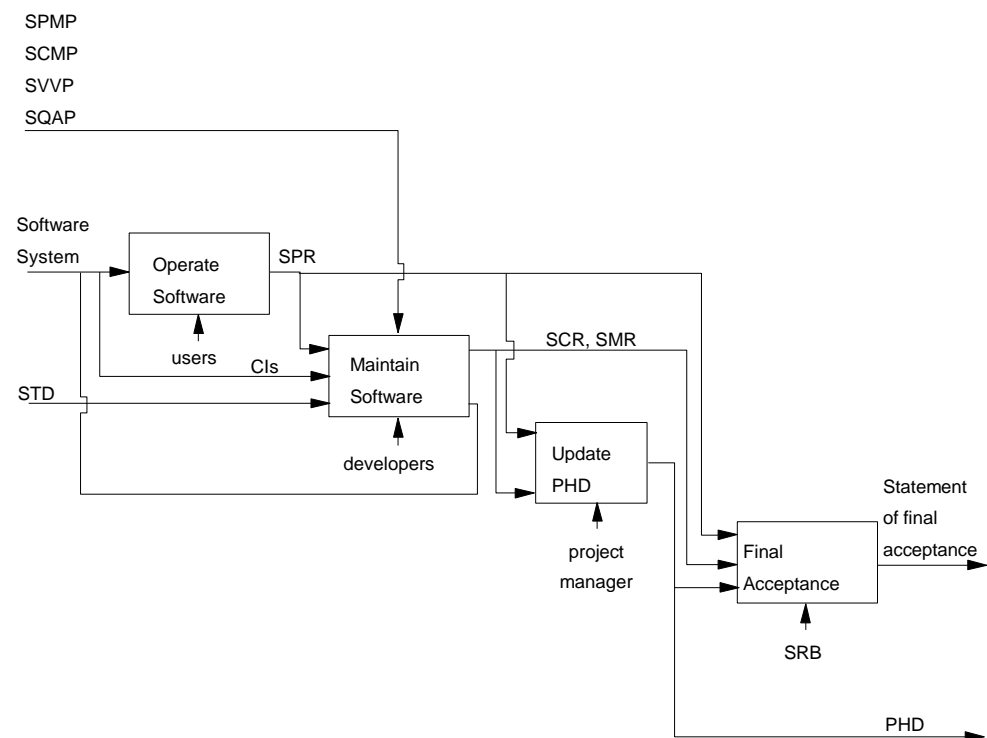 SPMP
SCMP
SVVP
SQAP
Software
System
Operate
Software
SPR
users
CIs
STD
Maintain
Software
developers
SCR, SMR
Update
PHD
project
manager
Final
Acceptance
SRB
Statement
of final
acceptance
PHD